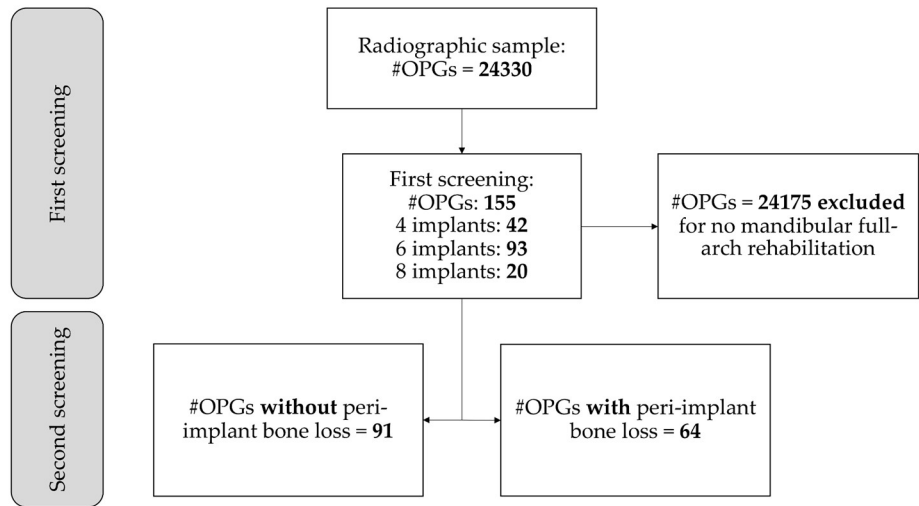 First screening
Radiographic sample:
#OPGs = 24330
First screening:
#OPGs: 155
4 implants: 42
6 implants: 93
8 implants: 20
#OPGs = 24175 excluded
for no mandibular full-
arch rehabilitation
Second screening
#OPGs without peri-
implant bone loss = 91
#OPGs with peri-implant
bone loss = 64